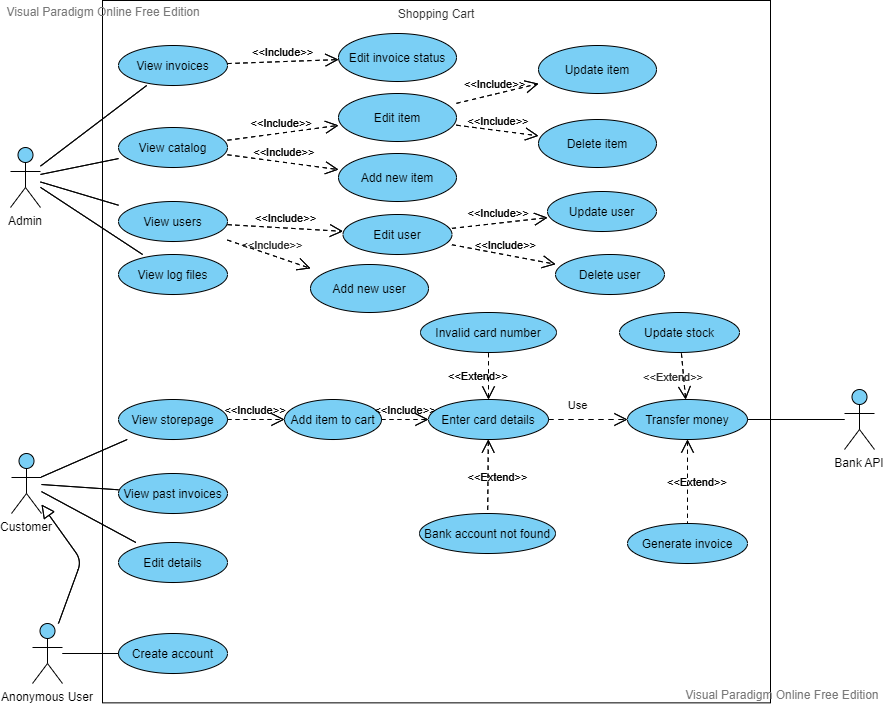 Visual Paradigm Online Free Edition
Shopping Cart
View invoices
<<Include>>
Edit invoice status
<<Include>>
Update item
Edit item
<<Include>>
View catalog
<<Include>>
Delete item
<<Include>>
Add new item
Admin
View users
<<Include>>
Edit user
<<Include>>
Update user
<<Include>>
<<Include>>
View log files
Add new user
Delete user
Invalid card number
Update stock
<<Extend>>
<<Extend>>
View storepage
<<Include>>
Add item to cart
<<Include>>
Enter card details
Use
Transfer money
Bank API
<<Extend>>
<<Extend>>
View past invoices
Customer
Bank account not found
Generate invoice
Edit details
Create account
Anonymous User
Visual Paradigm Online Free Edition